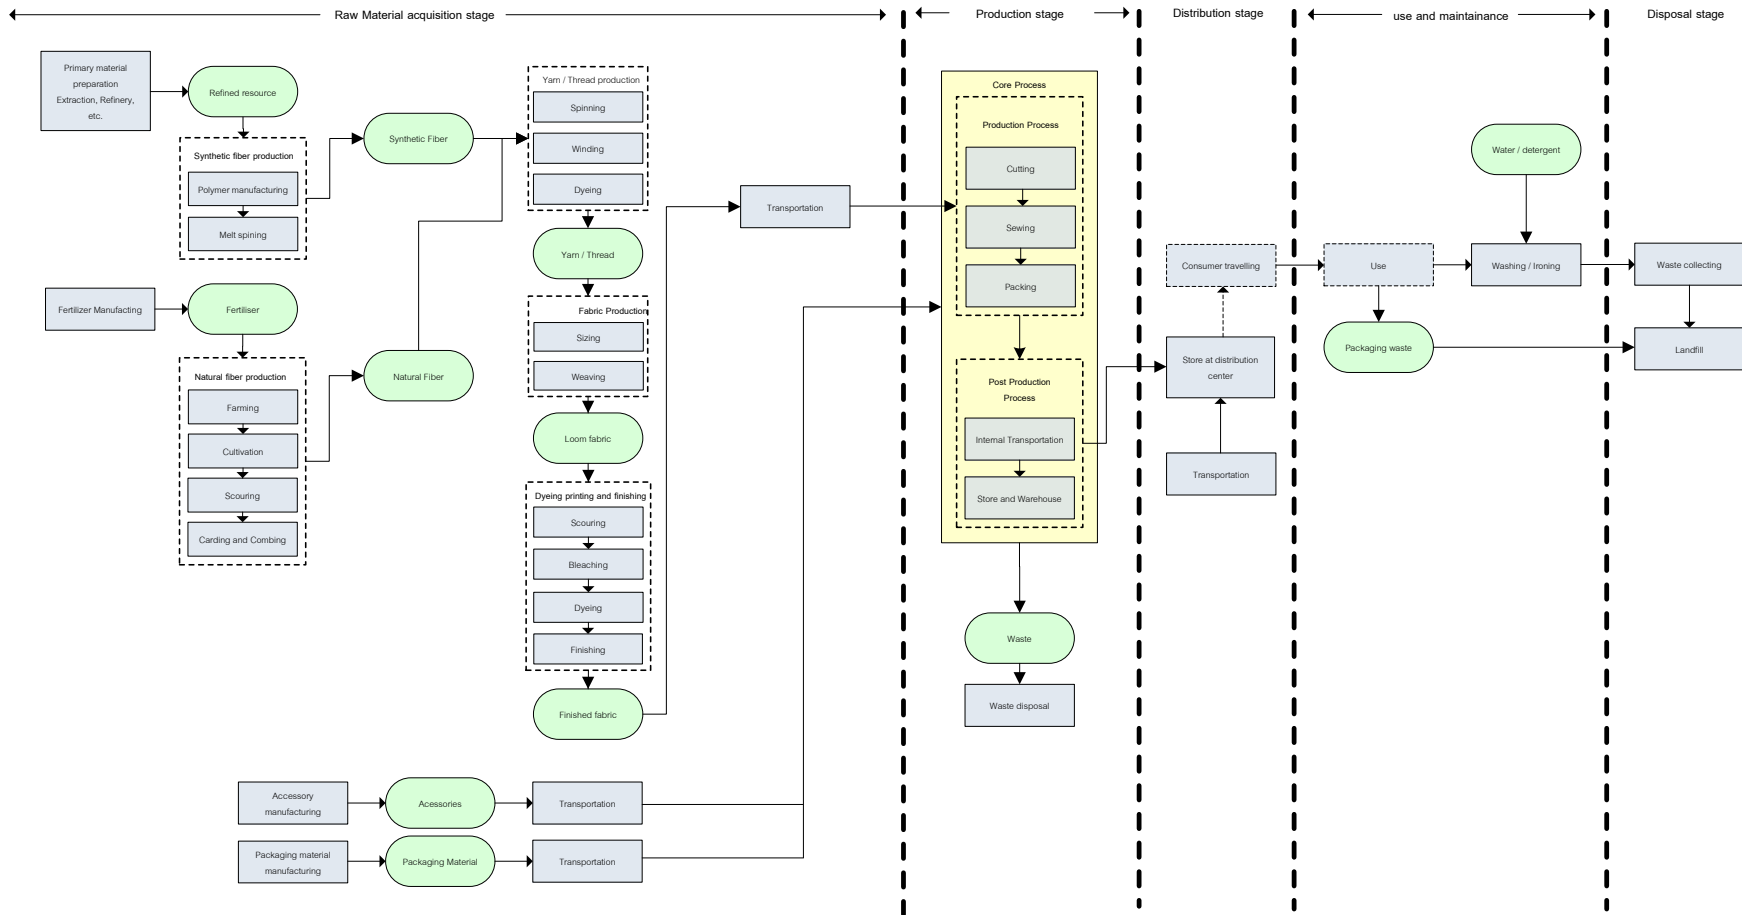 Raw Material acquisition stage
Production stage
Distribution stage
use and maintainance
Disposal stage
Primary material
preparation
Extraction, Refinery,
etc.
Refined resource
Synthetic fiber production
Polymer manufacturing
Melt spining
Synthetic Fiber
Fertilizer Manufacting
Fertiliser
Natural fiber production
Farming
Cultivation
Scouring
Carding and Combing
Natural Fiber
Yarn / Thread production
Spinning
Winding
Dyeing
Yarn / Thread
Fabric Production
Sizing
Weaving
Loom fabric
Dyeing printing and finishing
Scouring
Bleaching
Dyeing
Finishing
Finished fabric
Accessory
manufacturing
Acessories
Transportation
Packaging material
manufacturing
Packaging Material
Transportation
Transportation
Core Process
Production Process
Cutting
Sewing
Packing
Post Production
Process
Internal Transportation
Store and Warehouse
Waste
Waste disposal
Consumer travelling
Store at distribution
center
Transportation
Water / detergent
Use
Washing / Ironing
Packaging waste
Waste collecting
Landfill